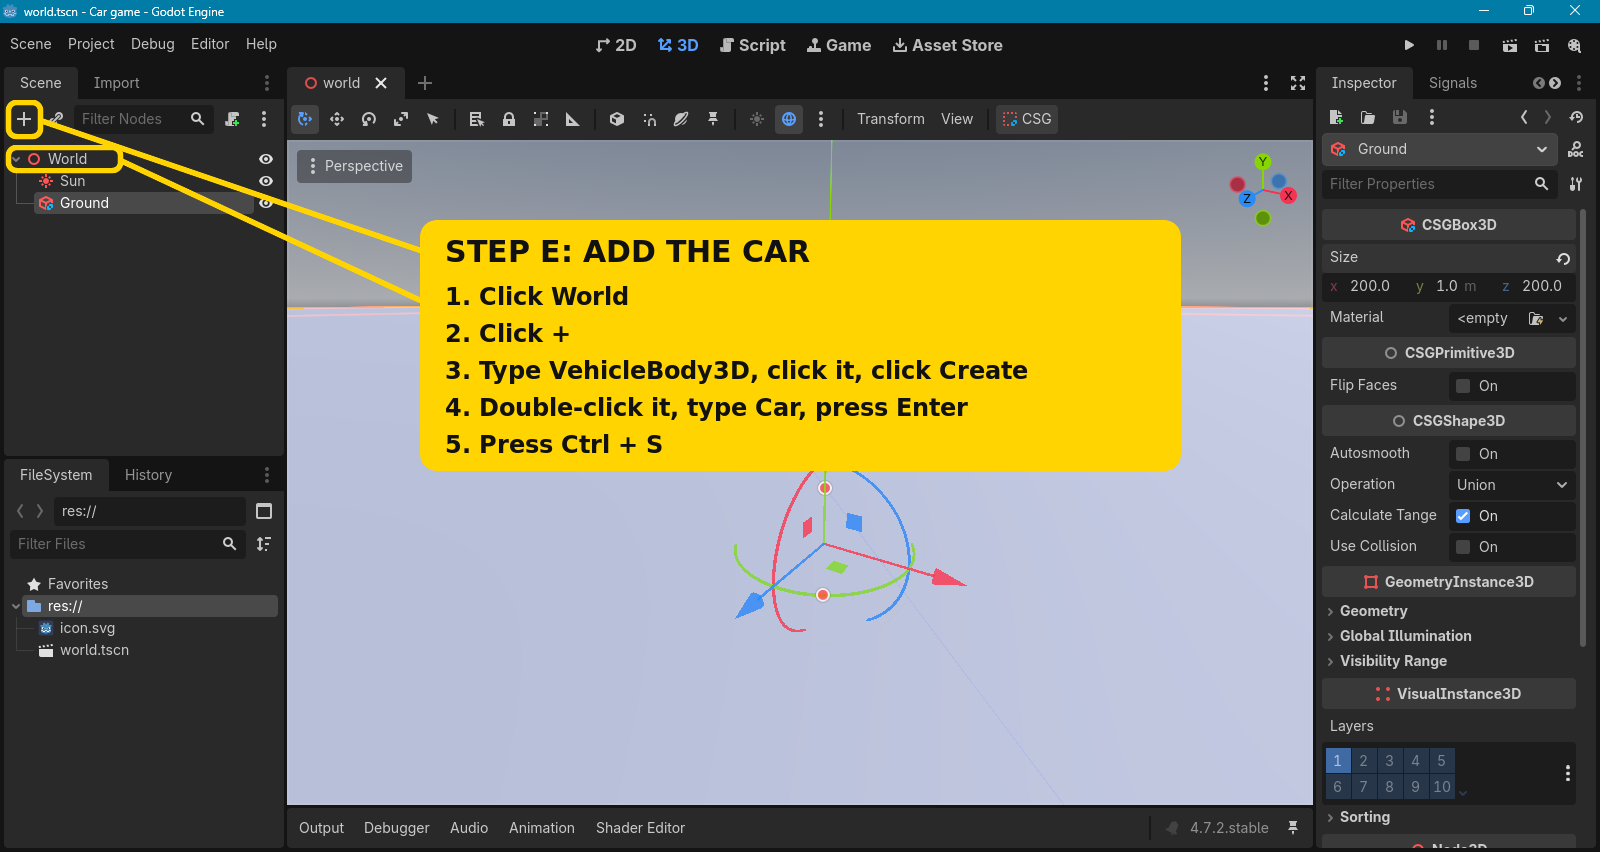 world.tscn - Car game - Godot Engine
Scene Project Debug Editor Help
2D 3D Script Game Asset Store
Scene Import
Filter Nodes
World
Sun
Ground
world
Transform View CSG
Perspective
Y
X
Z
STEP E: ADD THE CAR
1. Click World
2. Click +
3. Type VehicleBody3D, click it, click Create
4. Double-click it, type Car, press Enter
5. Press Ctrl + S
FileSystem History
res://
Filter Files
Favorites
res://
icon.svg
world.tscn
Output Debugger Audio Animation Shader Editor
4.7.2.stable
Inspector Signals
Ground
DOC
Filter Properties
CSGBox3D
Size
x 200.0 y 1.0 m z 200.0
Material <empty
CSGPrimitive3D
Flip Faces On
CSGShape3D
Autosmooth On
Operation Union
Calculate Tange On
Use Collision On
GeometryInstance3D
Geometry
Global Illumination
Visibility Range
VisualInstance3D
Layers
1 2 3 4 5
6 7 8 9 10
Sorting
Node3D